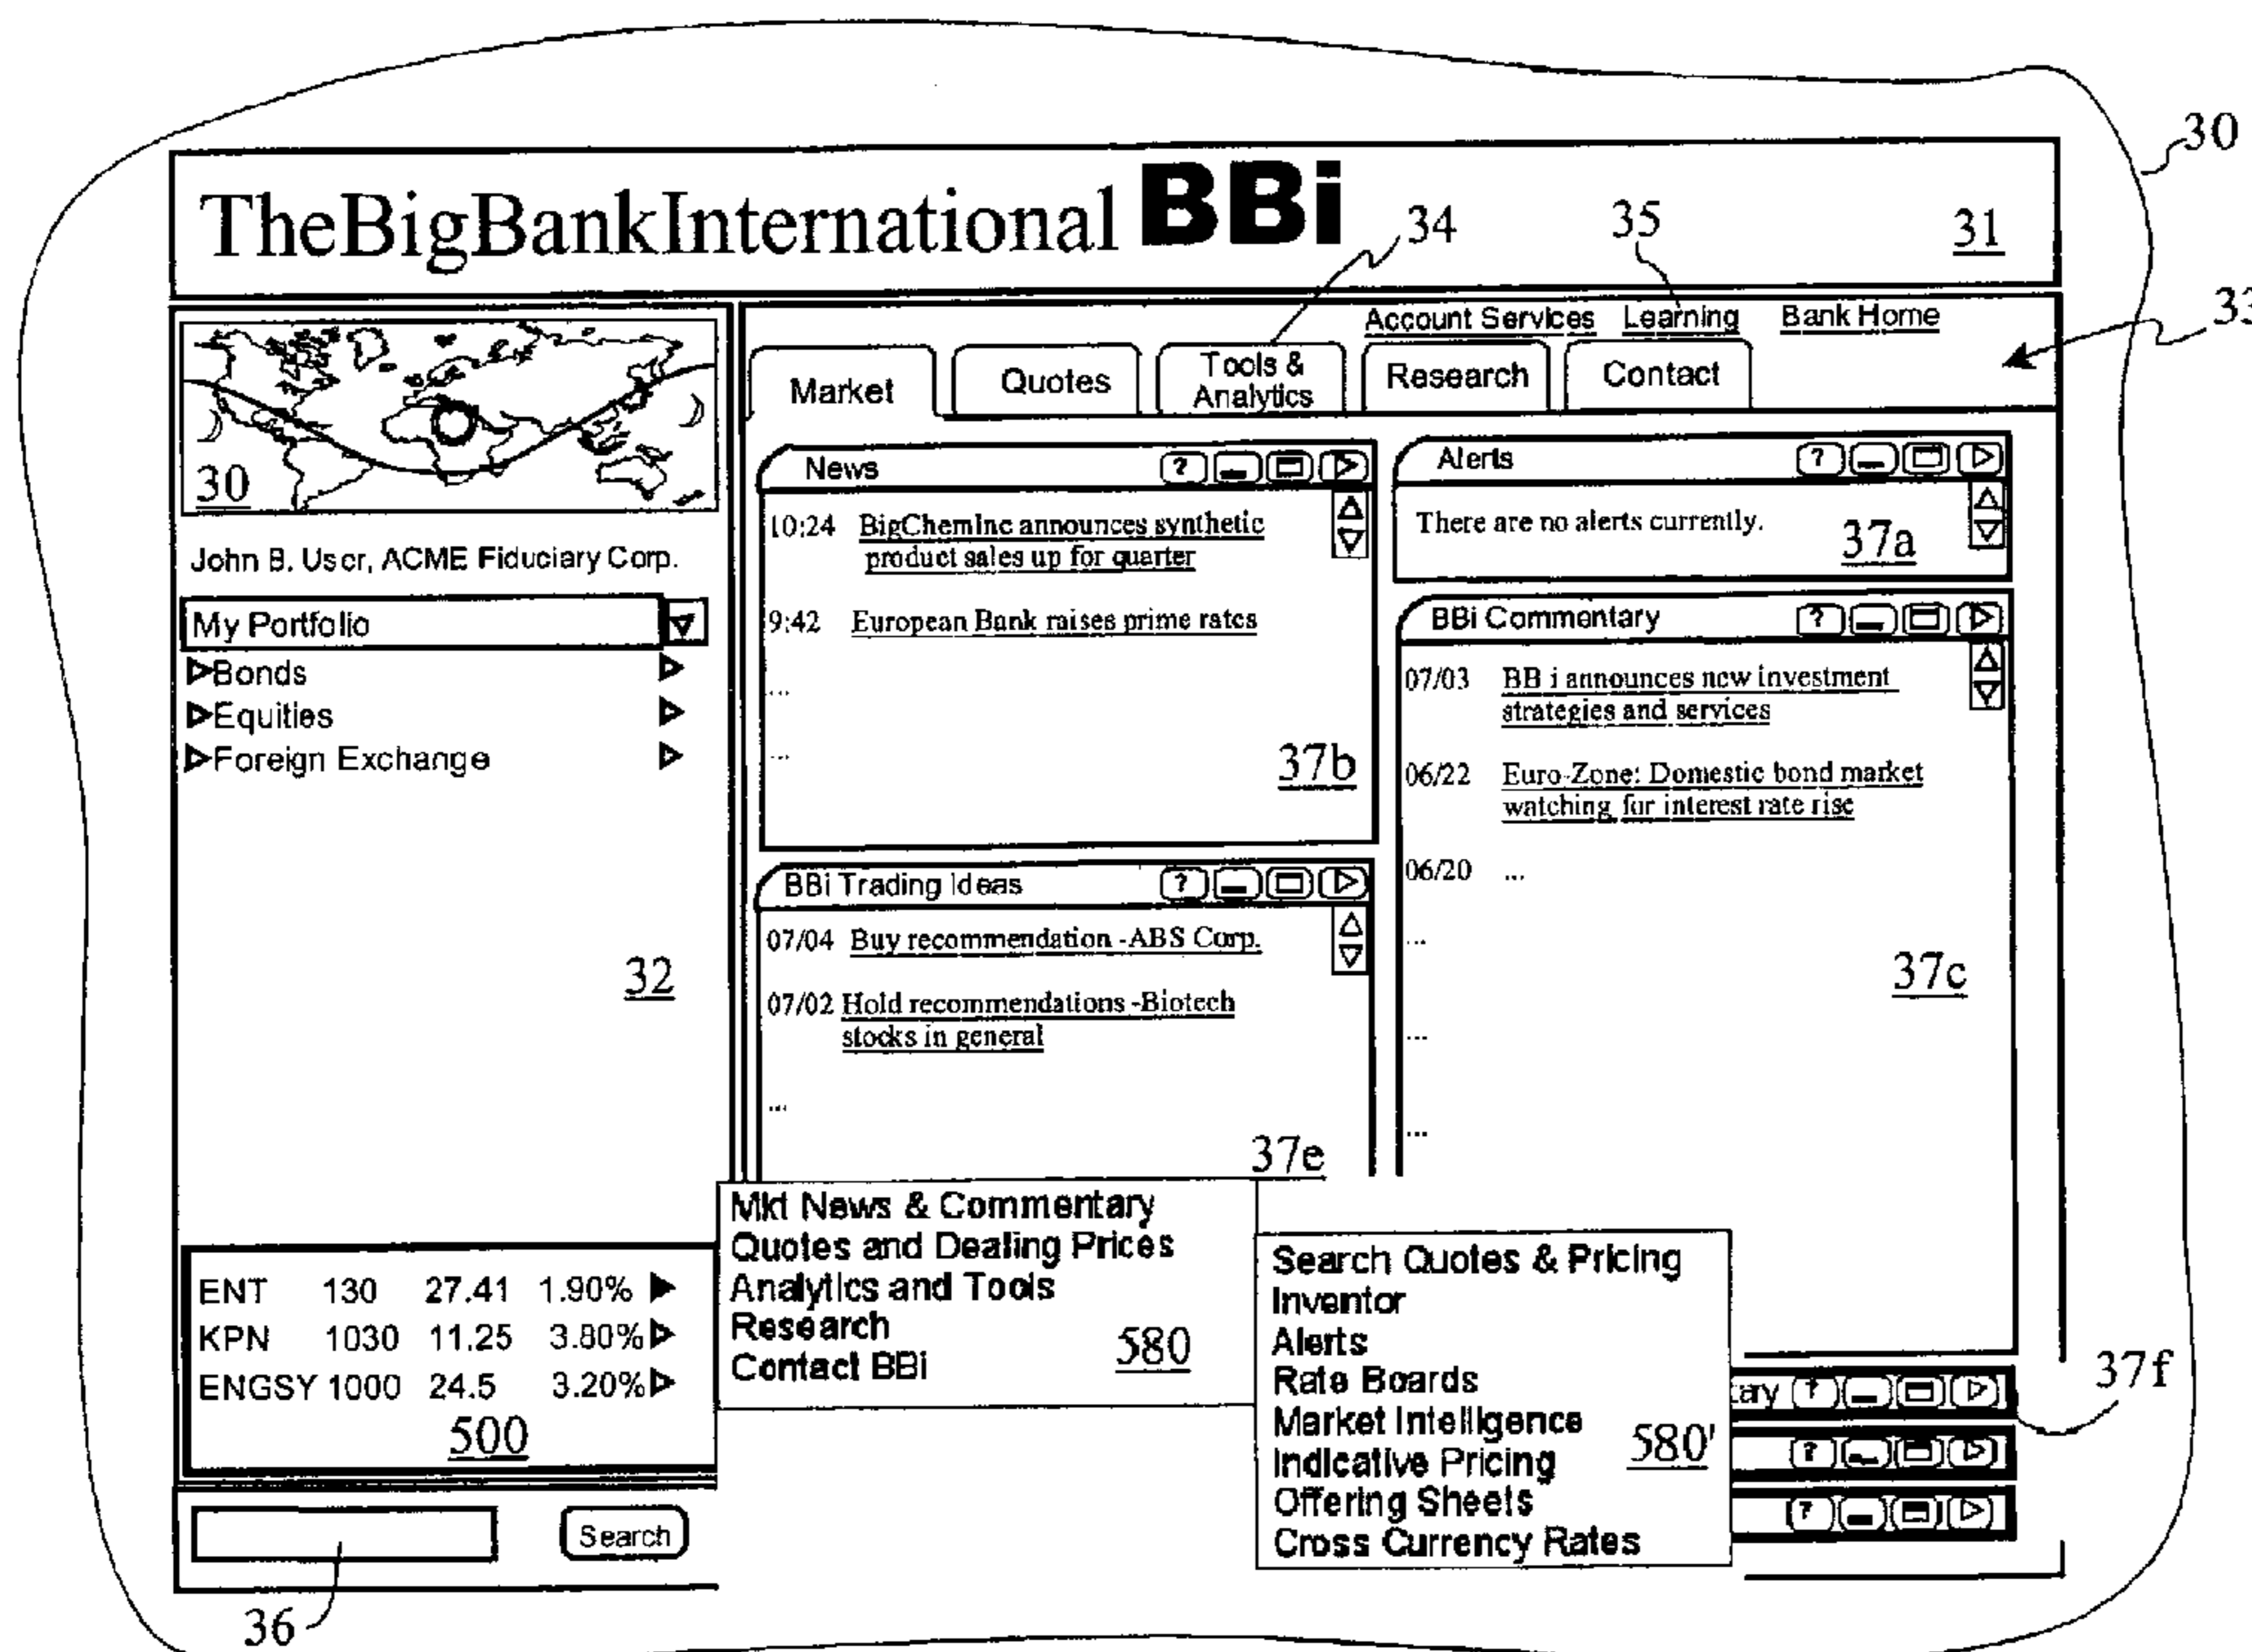 30
TheBigBankInternational BBi
31
34
35
33
Account Services Learning Bank Home
Market Quotes Tools & Analytics Research Contact
30
John B. User, ACME Fiduciary Corp.
My Portfolio
Bonds
Equities
Foreign Exchange
32
News ?
10:24 BigChemInc announces synthetic
product sales up for quarter
9:42 European Bank raises prime rates
...
...
37b
Alerts ?
There are no alerts currently.
37a
BBi Commentary ?
07/03 BB i announces new investment
strategies and services
06/22 Euro-Zone: Domestic bond market
watching for interest rate rise
06/20 ...
...
37c
...
...
BBi Trading Ideas ?
07/04 Buy recommendation -ABS Corp.
07/02 Hold recommendations -Biotech
stocks in general
...
37e
ENT 130 27.41 1.90%
KPN 1030 11.25 3.80%
ENGSY 1000 24.5 3.20%
500
Mkt News & Commentary
Quotes and Dealing Prices
Analytics and Tools
Research
Contact BBi
580
Search Quotes & Pricing
Inventor
Alerts
Rate Boards
Market Intelligence
Indicative Pricing
Offering Sheets
Cross Currency Rates
580'
tary ?
?
?
37f
Search
36